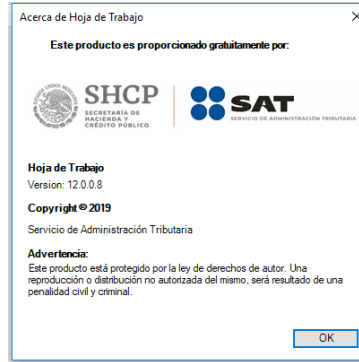 Acerca de Hoja de Trabajo
Este producto es proporcionado gratuitamente por:
SHCP
SECRETARÍA DE
HACIENDA Y
CRÉDITO PÚBLICO
SAT
SERVICIO DE ADMINISTRACIÓN TRIBUTARIA
Hoja de Trabajo
Version: 12.0.0.8
Copyright © 2019
Servicio de Administración Tributaria
Advertencia:
Este producto está protegido por la ley de derechos de autor. Una
reproducción o distribución no autorizada del mismo, será resultado de una
penalidad civil y criminal.
OK